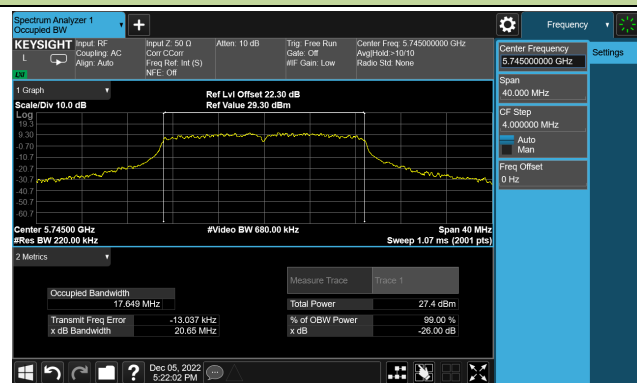 Spectrum Analyzer 1
Occupied BW
Frequency
KEYSIGHT
L
LXI
Input: RF
Coupling: AC
Align: Auto
Input Z: 50 Ω
Corr CCorr
Freq Ref: Int (S)
NFE: Off
Atten: 10 dB
Trig: Free Run
Gate: Off
#IF Gain: Low
Center Freq: 5.745000000 GHz
Avg|Hold:>10/10
Radio Std: None
Center Frequency
5.745000000 GHz
Settings
Span
40.000 MHz
CF Step
4.000000 MHz
Auto
Man
Freq Offset
0 Hz
1 Graph
Scale/Div 10.0 dB
Ref Lvl Offset 22.30 dB
Ref Value 29.30 dBm
Log
19.3
9.30
-0.70
-10.7
-20.7
-30.7
-40.7
-50.7
-60.7
Center 5.74500 GHz
#Video BW 680.00 kHz
Span 40 MHz
#Res BW 220.00 kHz
Sweep 1.07 ms (2001 pts)
2 Metrics
Measure Trace
Trace 1
Occupied Bandwidth
17.649 MHz
Total Power
27.4 dBm
Transmit Freq Error
-13.037 kHz
% of OBW Power
99.00 %
x dB Bandwidth
20.65 MHz
x dB
-26.00 dB
?
Dec 05, 2022
5:22:02 PM